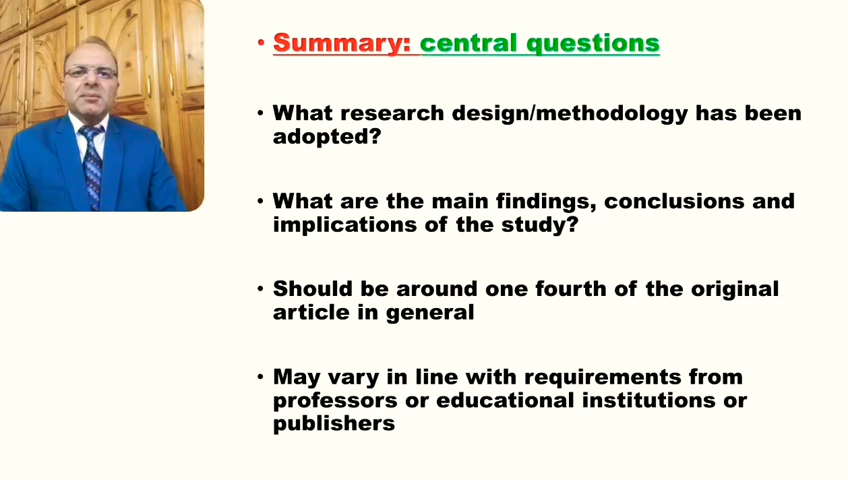 • Summary: central questions
• What research design/methodology has been
adopted?
• What are the main findings, conclusions and
implications of the study?
• Should be around one fourth of the original
article in general
• May vary in line with requirements from
professors or educational institutions or
publishers